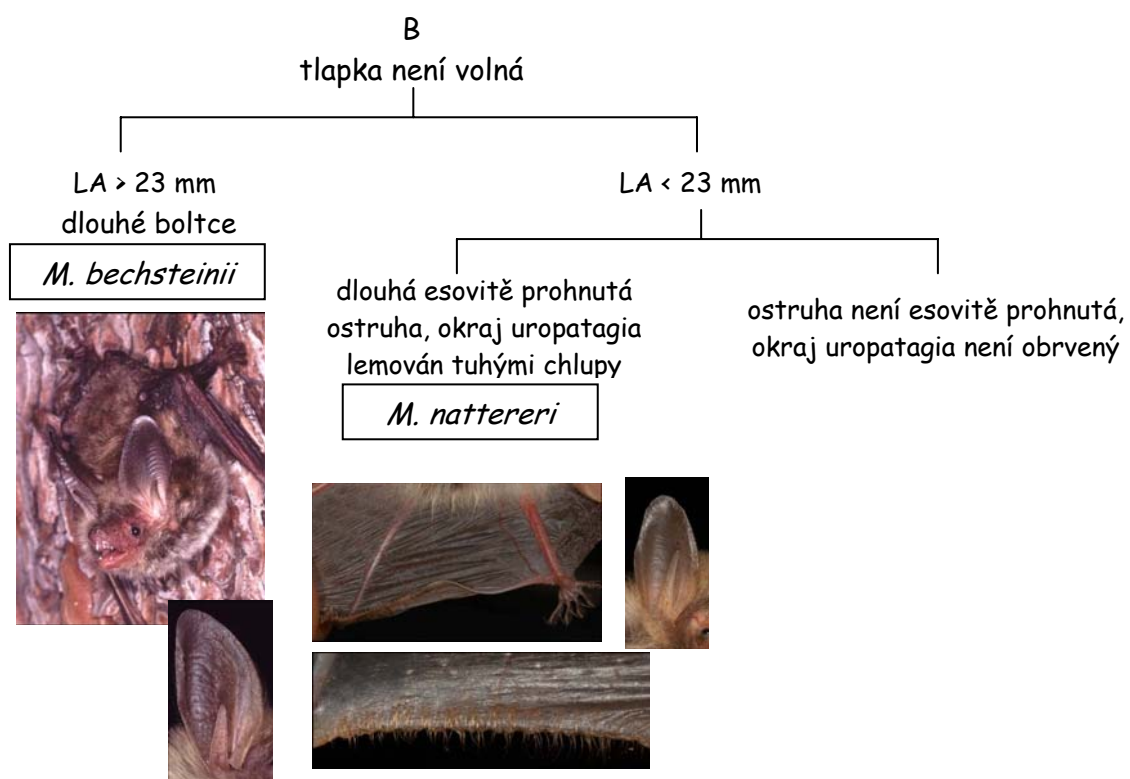 B
tlapka není volná
LA > 23 mm
dlouhé boltce
M. bechsteinii
LA < 23 mm
dlouhá esovitě prohnutá
ostruha, okraj uropatagia
lemován tuhými chlupy
M. nattereri
ostruha není esovitě prohnutá,
okraj uropatagia není obrvený